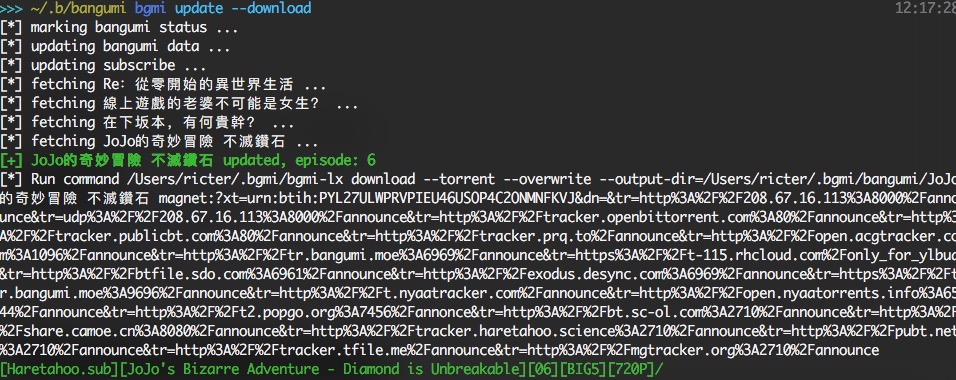 >>> ~/.b/bangumi bgmi update --download 12:17:28
[*] marking bangumi status ...
[*] updating bangumi data ...
[*] updating subscribe ...
[*] fetching Re: 從零開始的異世界生活 ...
[*] fetching 線上遊戲的老婆不可能是女生? ...
[*] fetching 在下坂本, 有何貴幹? ...
[*] fetching JoJo的奇妙冒險 不滅鑽石 ...
[+] JoJo的奇妙冒險 不滅鑽石 updated, episode: 6
[*] Run command /Users/ricter/.bgmi/bgmi-lx download --torrent --overwrite --output-dir=/Users/ricter/.bgmi/bangumi/JoJo
的奇妙冒險 不滅鑽石 magnet:?xt=urn:btih:PYL27ULWPRVPIEU46USOP4C2ONMNFKVJ&dn=&tr=http%3A%2F%2F208.67.16.113%3A8000%2Fanno
unce&tr=udp%3A%2F%2F208.67.16.113%3A8000%2Fannounce&tr=http%3A%2F%2Ftracker.openbittorrent.com%3A80%2Fannounce&tr=http%3
A%2F%2Ftracker.publicbt.com%3A80%2Fannounce&tr=http%3A%2F%2Ftracker.prq.to%2Fannounce&tr=http%3A%2F%2Fopen.acgtracker.co
m%3A1096%2Fannounce&tr=http%3A%2F%2Ftr.bangumi.moe%3A6969%2Fannounce&tr=https%3A%2F%2Ft-115.rhcloud.com%2Fonly_for_ylbud
&tr=http%3A%2F%2Fbtfile.sdo.com%3A6961%2Fannounce&tr=http%3A%2F%2Fexodus.desync.com%3A6969%2Fannounce&tr=https%3A%2F%2Ft
r.bangumi.moe%3A9696%2Fannounce&tr=http%3A%2F%2Ft.nyaatracker.com%2Fannounce&tr=http%3A%2F%2Fopen.nyaatorrents.info%3A65
44%2Fannounce&tr=http%3A%2F%2Ft2.popgo.org%3A7456%2Fannonce&tr=http%3A%2F%2Fbt.sc-ol.com%3A2710%2Fannounce&tr=http%3A%2F
%2Fshare.camoe.cn%3A8080%2Fannounce&tr=http%3A%2F%2Ftracker.haretahoo.science%3A2710%2Fannounce&tr=http%3A%2F%2Fpubt.net
%3A2710%2Fannounce&tr=http%3A%2F%2Ftracker.tfile.me%2Fannounce&tr=http%3A%2F%2Fmgtracker.org%3A2710%2Fannounce
[Haretahoo.sub][JoJo's Bizarre Adventure - Diamond is Unbreakable][06][BIG5][720P]/